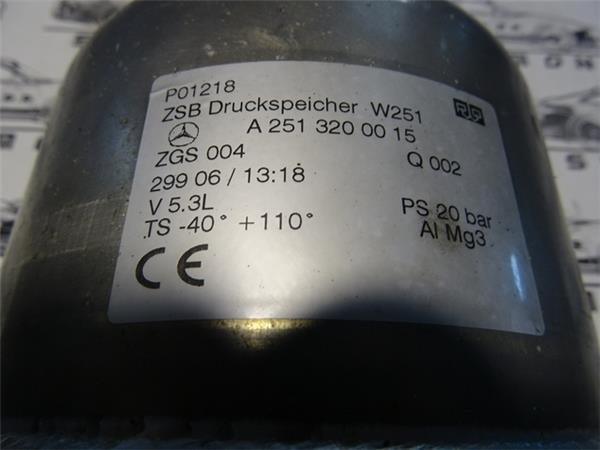 P01218
ZSB Druckspeicher W251
A 251 320 00 15
ZGS 004 Q 002
299 06 / 13:18
V 5.3L PS 20 bar
TS -40° +110° Al Mg3
CE